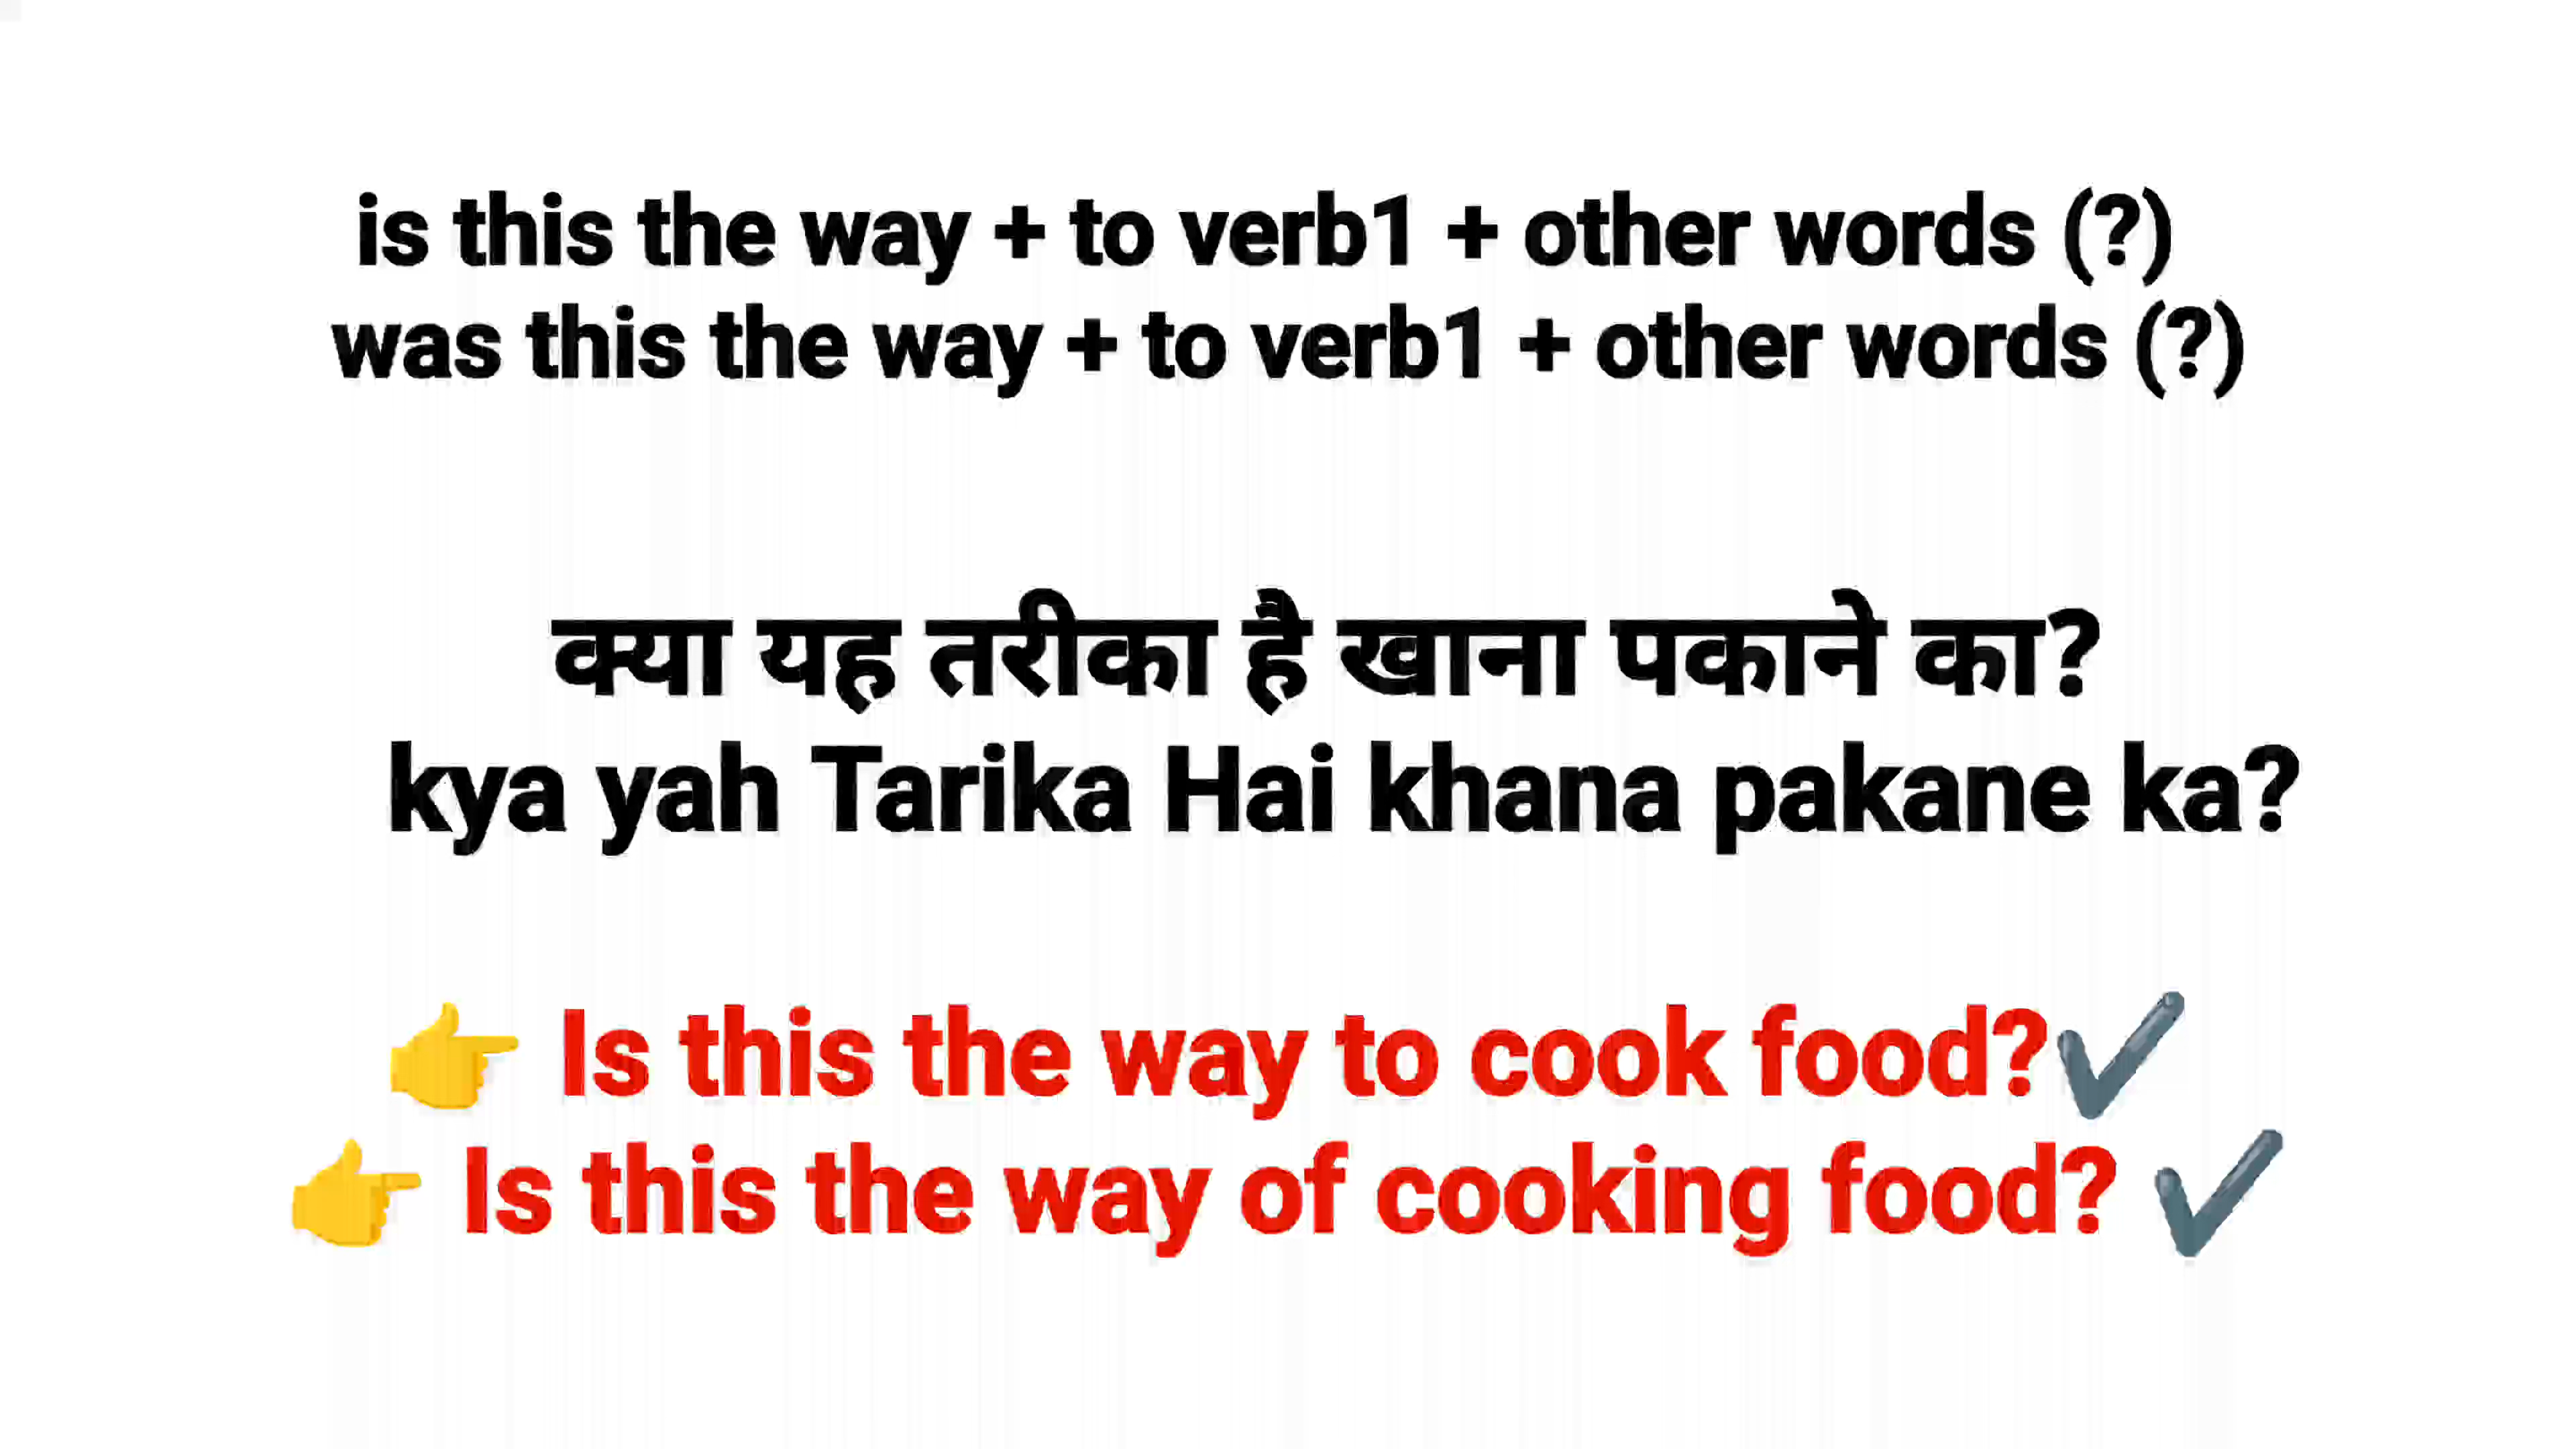 is this the way + to verb1 + other words (?)
was this the way + to verb1 + other words (?)
क्या यह तरीका है खाना पकाने का?
kya yah Tarika Hai khana pakane ka?
👉 Is this the way to cook food?✔️
👉 Is this the way of cooking food? ✔️